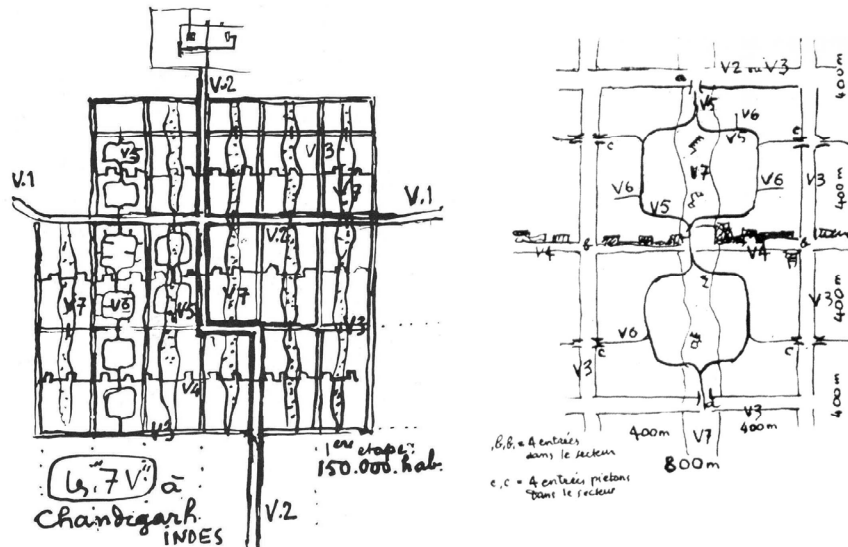 V.2
V5
V3
V7
V.1
V.1
V.2
V7
V6
V5
V7
V3
V4
V3
1ère étape:
150.000.hab.
les "7V" à
Chandigarh
INDES
V.2
V2 ou V3
a
400m
V5
V6
V5
c
c
V7
V6
V6
V3
400m
V5
b
V4
V4
V6
V3
400m
c
c
V3
d
V3
400m
400m
V7
400m
800m
,b,b, = 4 entrées
dans le secteur
c,c = 4 entrées piétons
dans le secteur